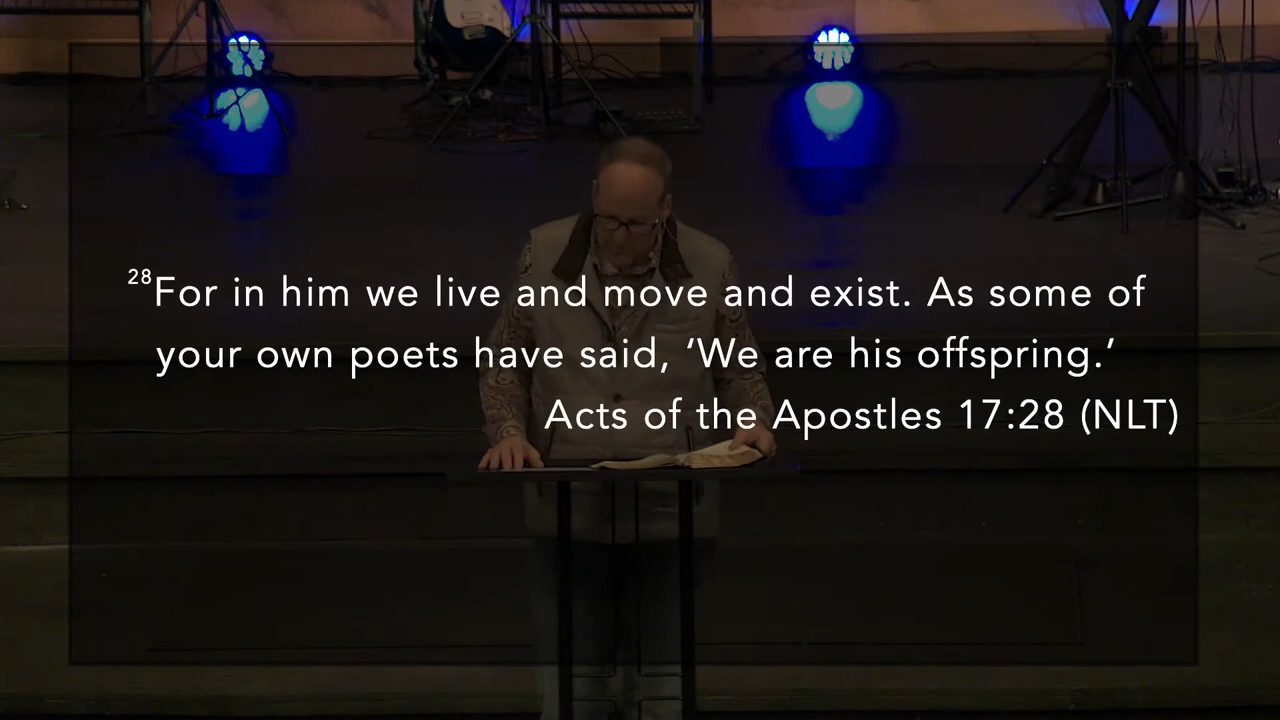 28For in him we live and move and exist. As some of
your own poets have said, ‘We are his offspring.’
Acts of the Apostles 17:28 (NLT)